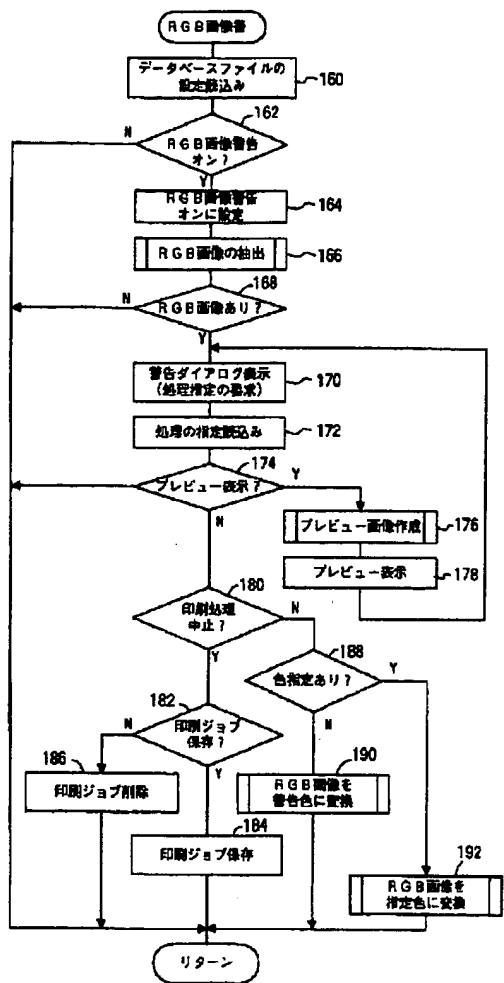 RGB画像警
データベースファイルの
設定読込み
160
162
N
RGB画像警告
オン?
Y
RGB画像警告
オンに設定
164
RGB画像の抽出
166
168
N
RGB画像あり?
Y
警告ダイアログ表示
(処理指定の要求)
170
処理の指定読込み
172
174
プレビュー表示?
Y
N
プレビュー画像作成
176
プレビュー表示
178
180
印刷処理
中止?
N
Y
188
色指定あり?
Y
N
182
N
印刷ジョブ
保存?
Y
186
印刷ジョブ削除
190
RGB画像を
警告色に変換
184
印刷ジョブ保存
192
RGB画像を
指定色に変換
リターン